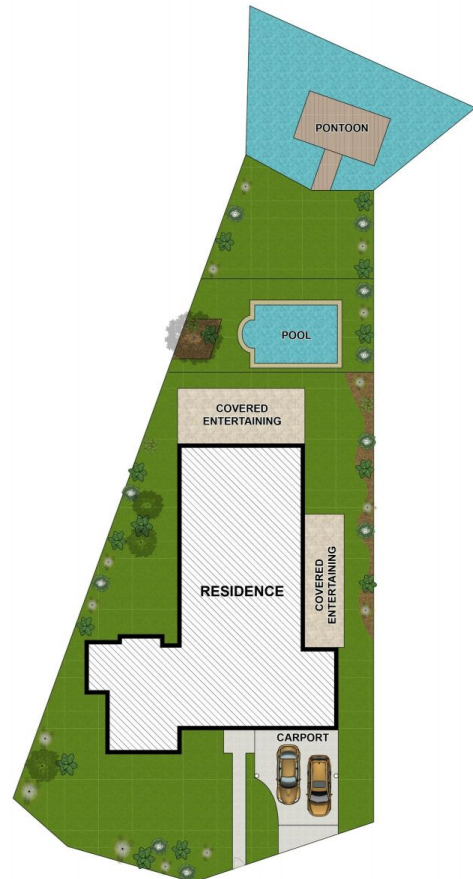 PONTOON
POOL
COVERED
ENTERTAINING
RESIDENCE
COVERED
ENTERTAINING
CARPORT